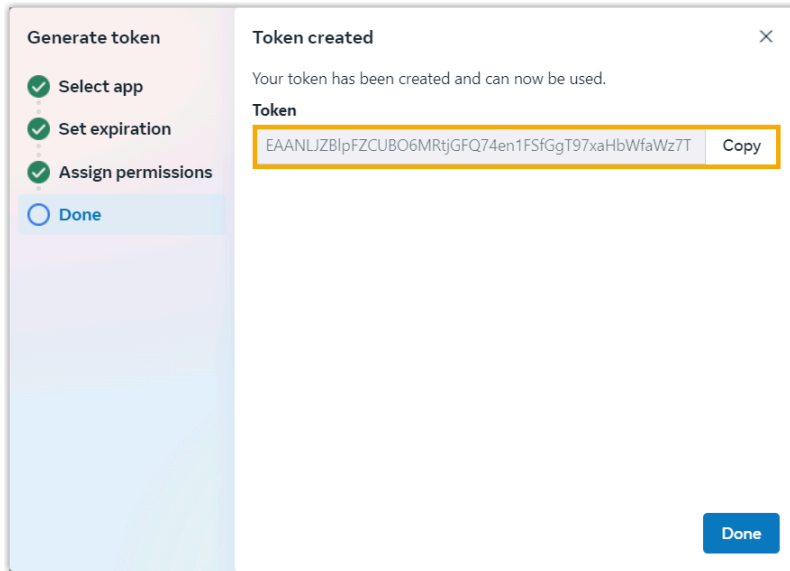 Generate token
Select app
Set expiration
Assign permissions
Done
Token created
Your token has been created and can now be used.
Token
EAANLJZBlpFZCUBO6MRtjGFQ74en1FSfGgT97xaHbWfaWz7T
Copy
Done